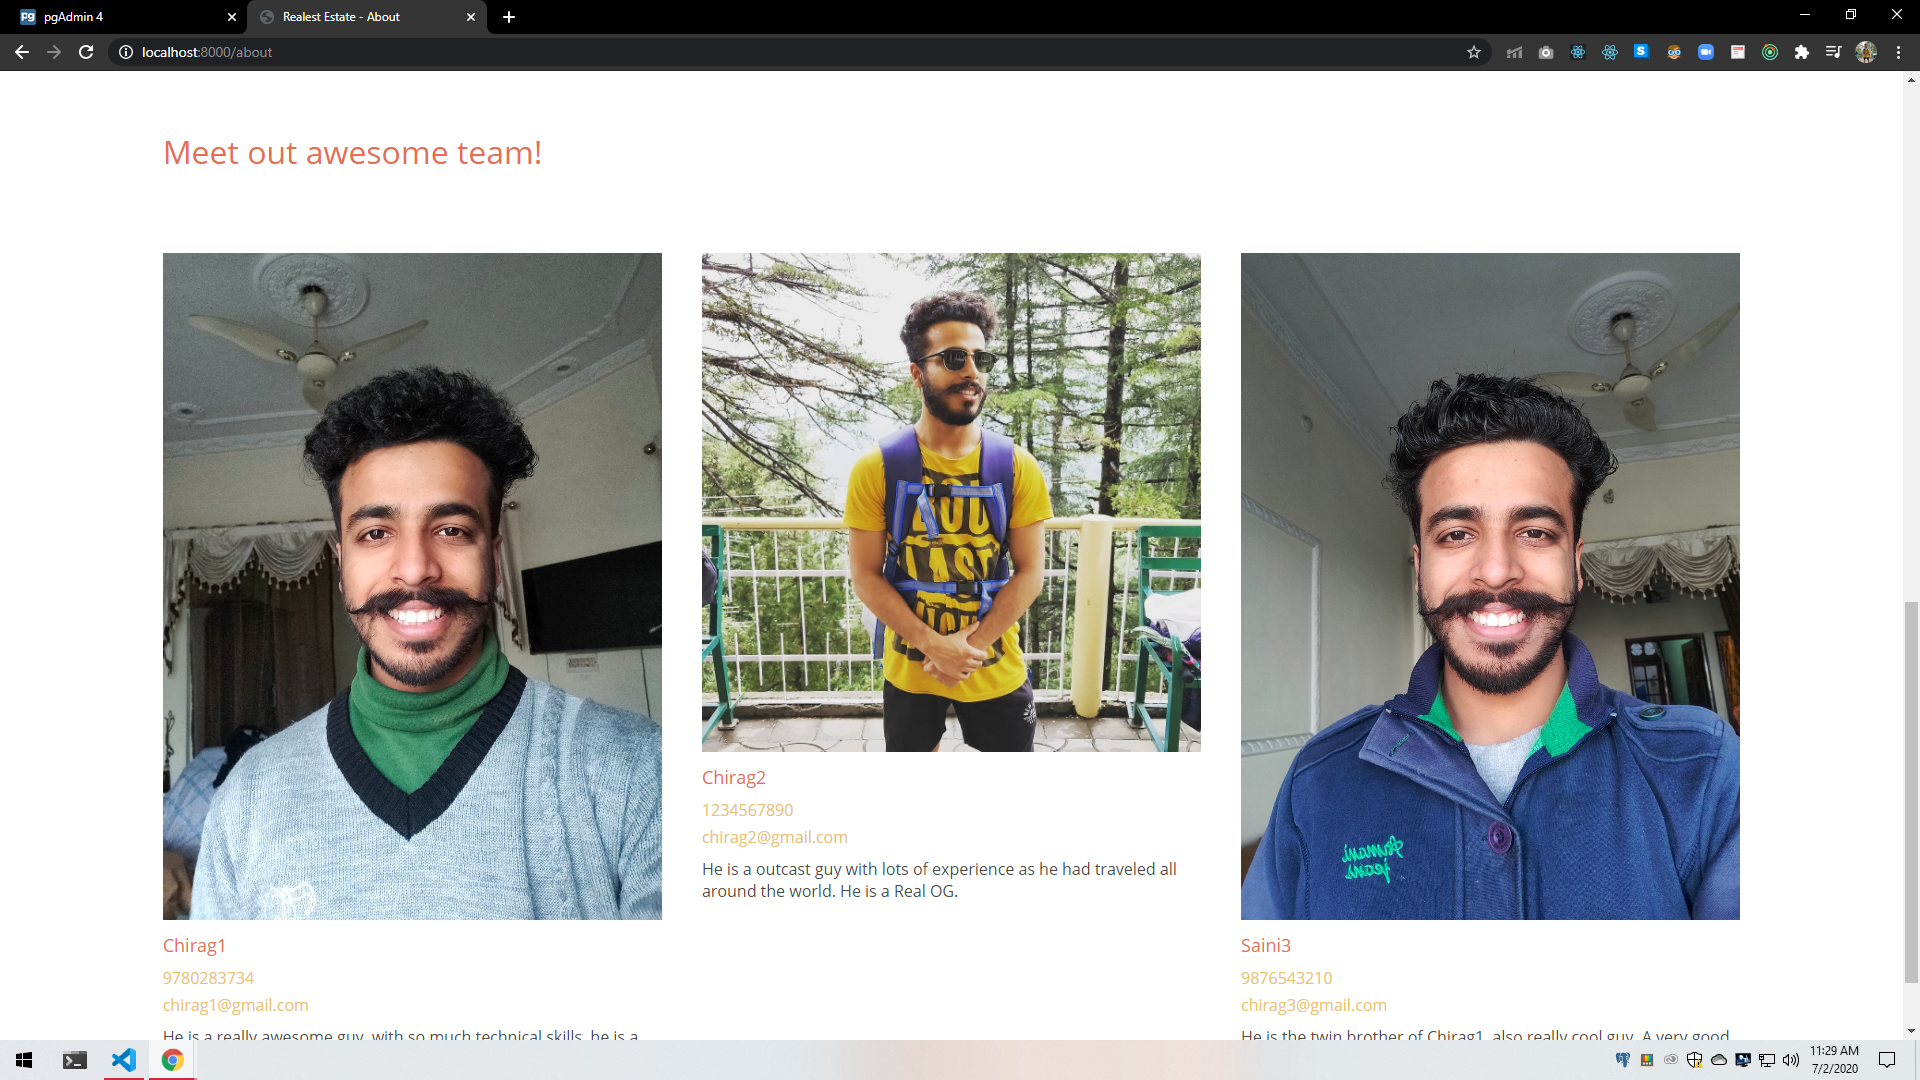 pgAdmin 4
Realest Estate - About
localhost:8000/about
Meet out awesome team!
Chirag1
9780283734
chirag1@gmail.com
He is a really awesome guy, with so much technical skills, he is a
Chirag2
1234567890
chirag2@gmail.com
He is a outcast guy with lots of experience as he had traveled all
around the world. He is a Real OG.
Saini3
9876543210
chirag3@gmail.com
He is the twin brother of Chirag1, also really cool guy. A very good
11:29 AM
7/2/2020